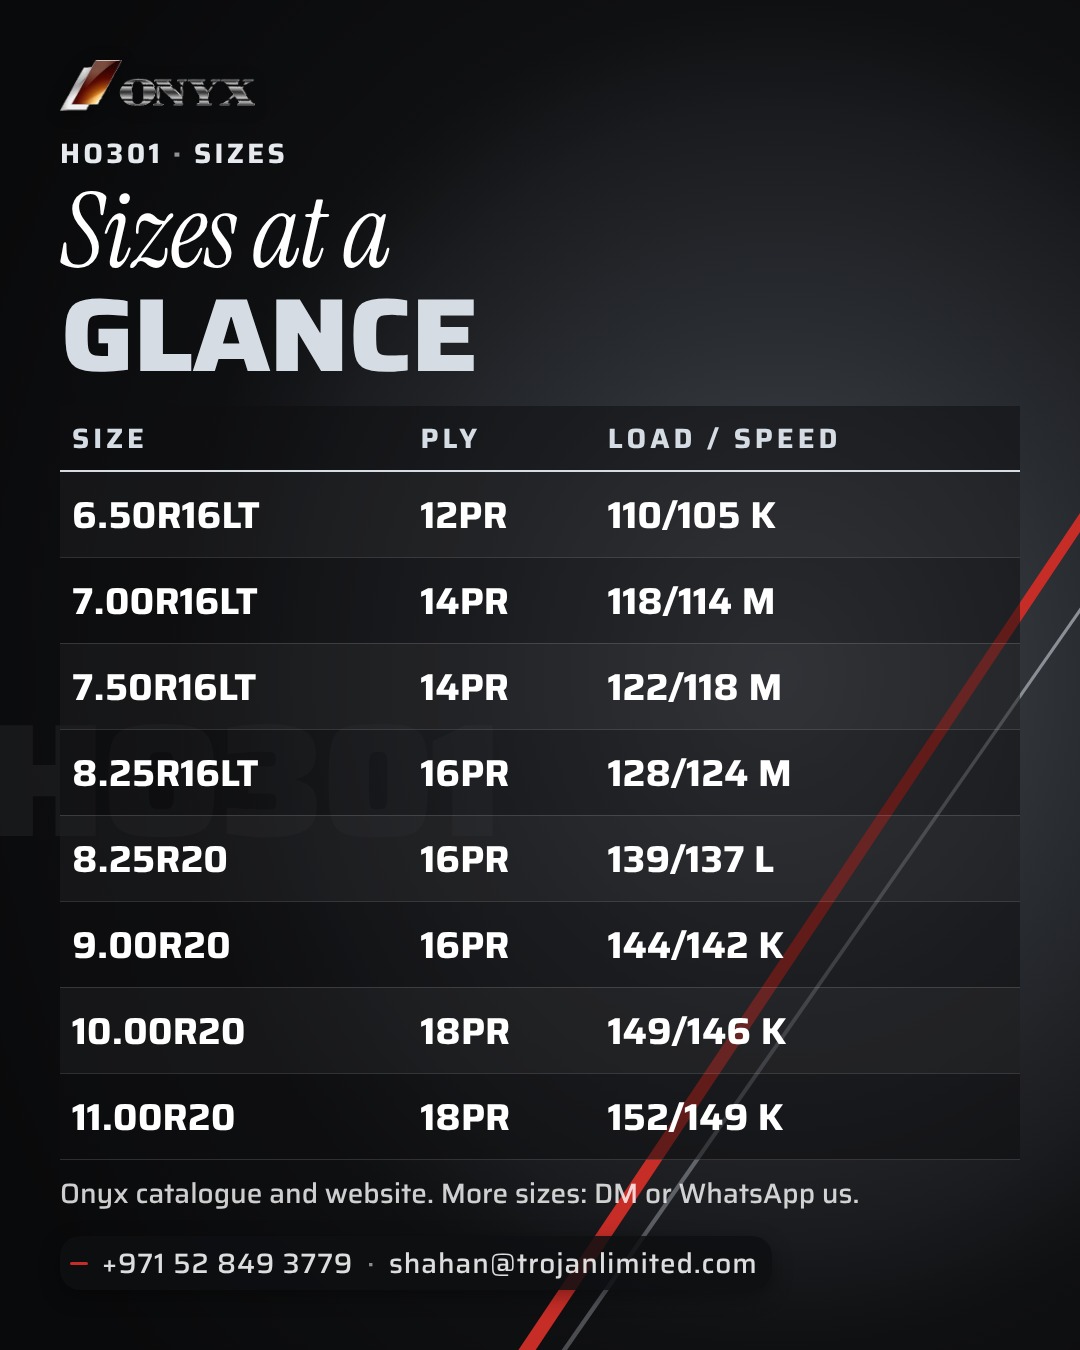 ONYX
HO301 · SIZES
Sizes at a
GLANCE
SIZE PLY LOAD / SPEED
6.50R16LT 12PR 110/105 K
7.00R16LT 14PR 118/114 M
7.50R16LT 14PR 122/118 M
HO301
8.25R16LT 16PR 128/124 M
8.25R20 16PR 139/137 L
9.00R20 16PR 144/142 K
10.00R20 18PR 149/146 K
11.00R20 18PR 152/149 K
Onyx catalogue and website. More sizes: DM or WhatsApp us.
+971 52 849 3779 · shahan@trojanlimited.com